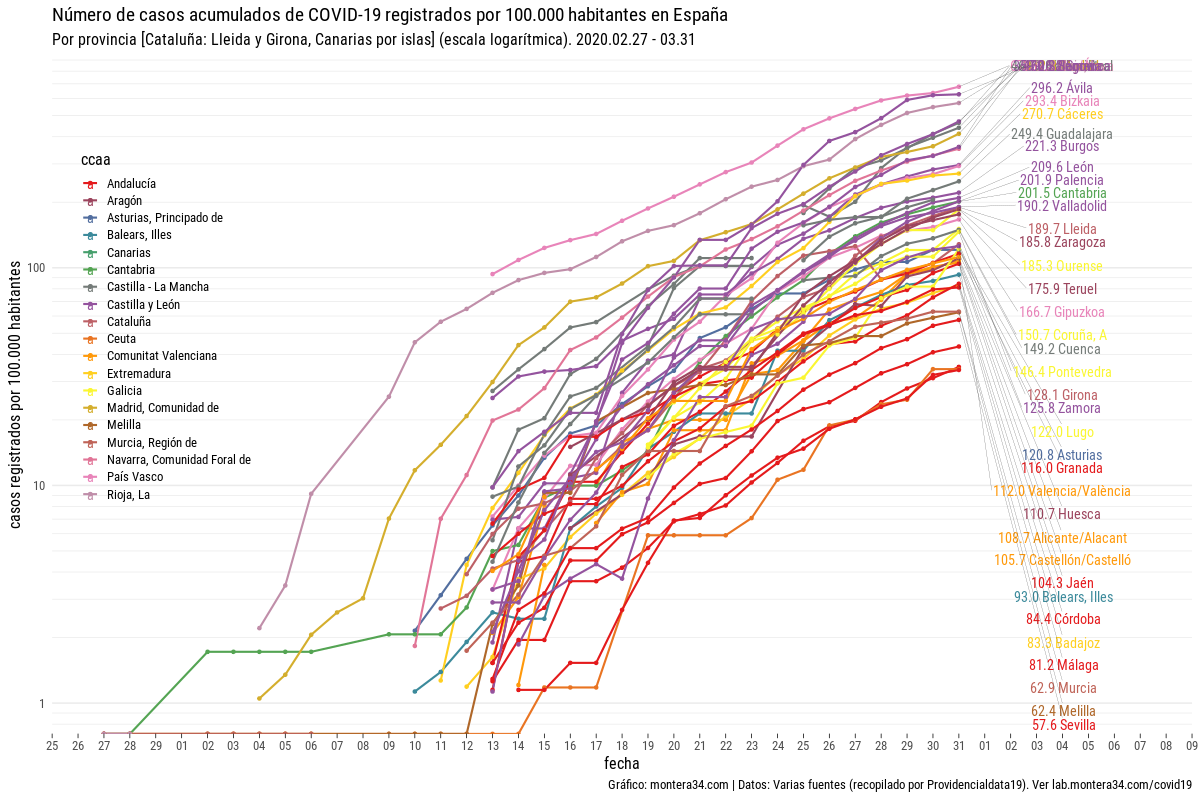 Número de casos acumulados de COVID-19 registrados por 100.000 habitantes en España
Por provincia [Cataluña: Lleida y Girona, Canarias por islas] (escala logarítmica). 2020.02.27 - 03.31
casos registrados por 100.000 habitantes
100
10
1
ccaa
Andalucía
Aragón
Asturias, Principado de
Balears, Illes
Canarias
Cantabria
Castilla - La Mancha
Castilla y León
Cataluña
Ceuta
Comunitat Valenciana
Extremadura
Galicia
Madrid, Comunidad de
Melilla
Murcia, Región de
Navarra, Comunidad Foral de
País Vasco
Rioja, La
296.2 Ávila
293.4 Bizkaia
270.7 Cáceres
249.4 Guadalajara
221.3 Burgos
209.6 León
201.9 Palencia
201.5 Cantabria
190.2 Valladolid
189.7 Lleida
185.8 Zaragoza
185.3 Ourense
175.9 Teruel
166.7 Gipuzkoa
150.7 Coruña, A
149.2 Cuenca
146.4 Pontevedra
128.1 Girona
125.8 Zamora
122.0 Lugo
120.8 Asturias
116.0 Granada
112.0 Valencia/València
110.7 Huesca
108.7 Alicante/Alacant
105.7 Castellón/Castelló
104.3 Jaén
93.0 Balears, Illes
84.4 Córdoba
83.3 Badajoz
81.2 Málaga
62.9 Murcia
62.4 Melilla
57.6 Sevilla
25 26 27 28 29 01 02 03 04 05 06 07 08 09 10 11 12 13 14 15 16 17 18 19 20 21 22 23 24 25 26 27 28 29 30 31 01 02 03 04 05 06 07 08 09
fecha
Gráfico: montera34.com | Datos: Varias fuentes (recopilado por Providencialdata19). Ver lab.montera34.com/covid19